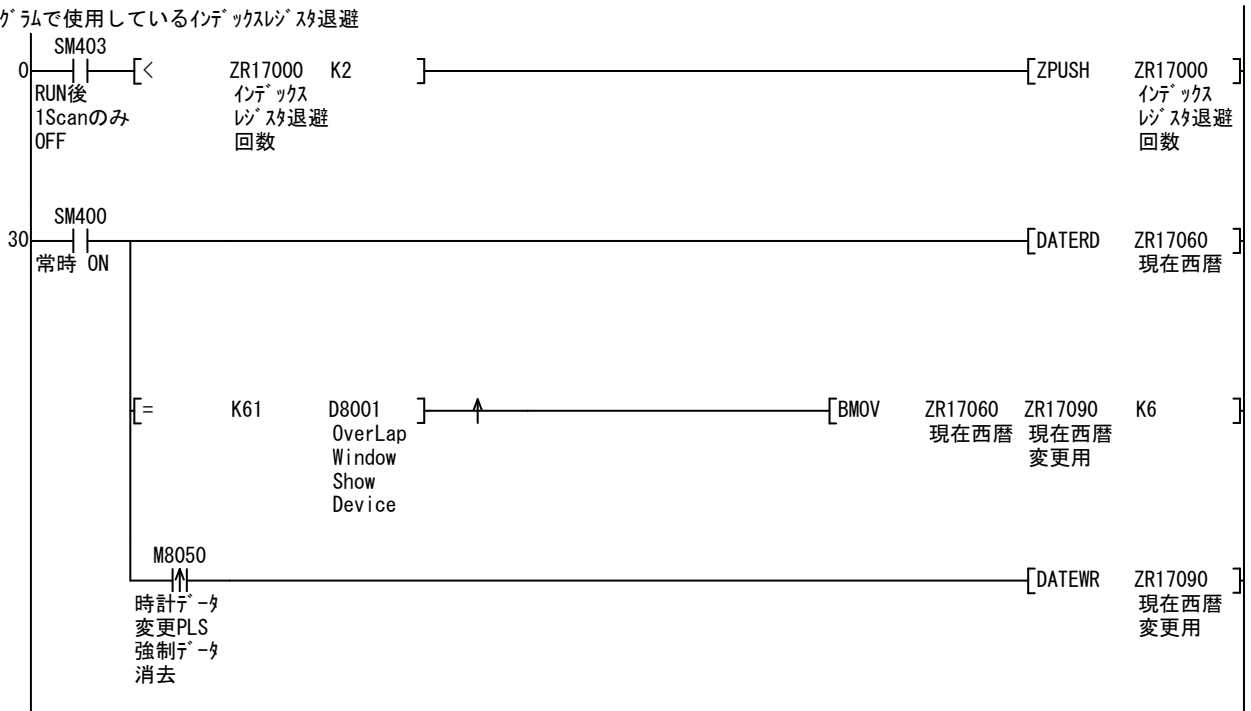 ｸﾞﾗﾑで使用しているｲﾝﾃﾞｯｸｽﾚｼﾞｽﾀ退避
SM403
0 [< ZR17000 K2 ] [ZPUSH ZR17000 ]
RUN後 ｲﾝﾃﾞｯｸｽ ｲﾝﾃﾞｯｸｽ
1Scanのみ ﾚｼﾞｽﾀ退避 ﾚｼﾞｽﾀ退避
OFF 回数 回数
SM400
30 [DATERD ZR17060 ]
常時 ON 現在西暦
[= K61 D8001 ] [BMOV ZR17060 ZR17090 K6 ]
OverLap 現在西暦 現在西暦
Window 変更用
Show
Device
M8050
[DATEWR ZR17090 ]
時計ﾃﾞｰﾀ 現在西暦
変更PLS 変更用
強制ﾃﾞｰﾀ
消去